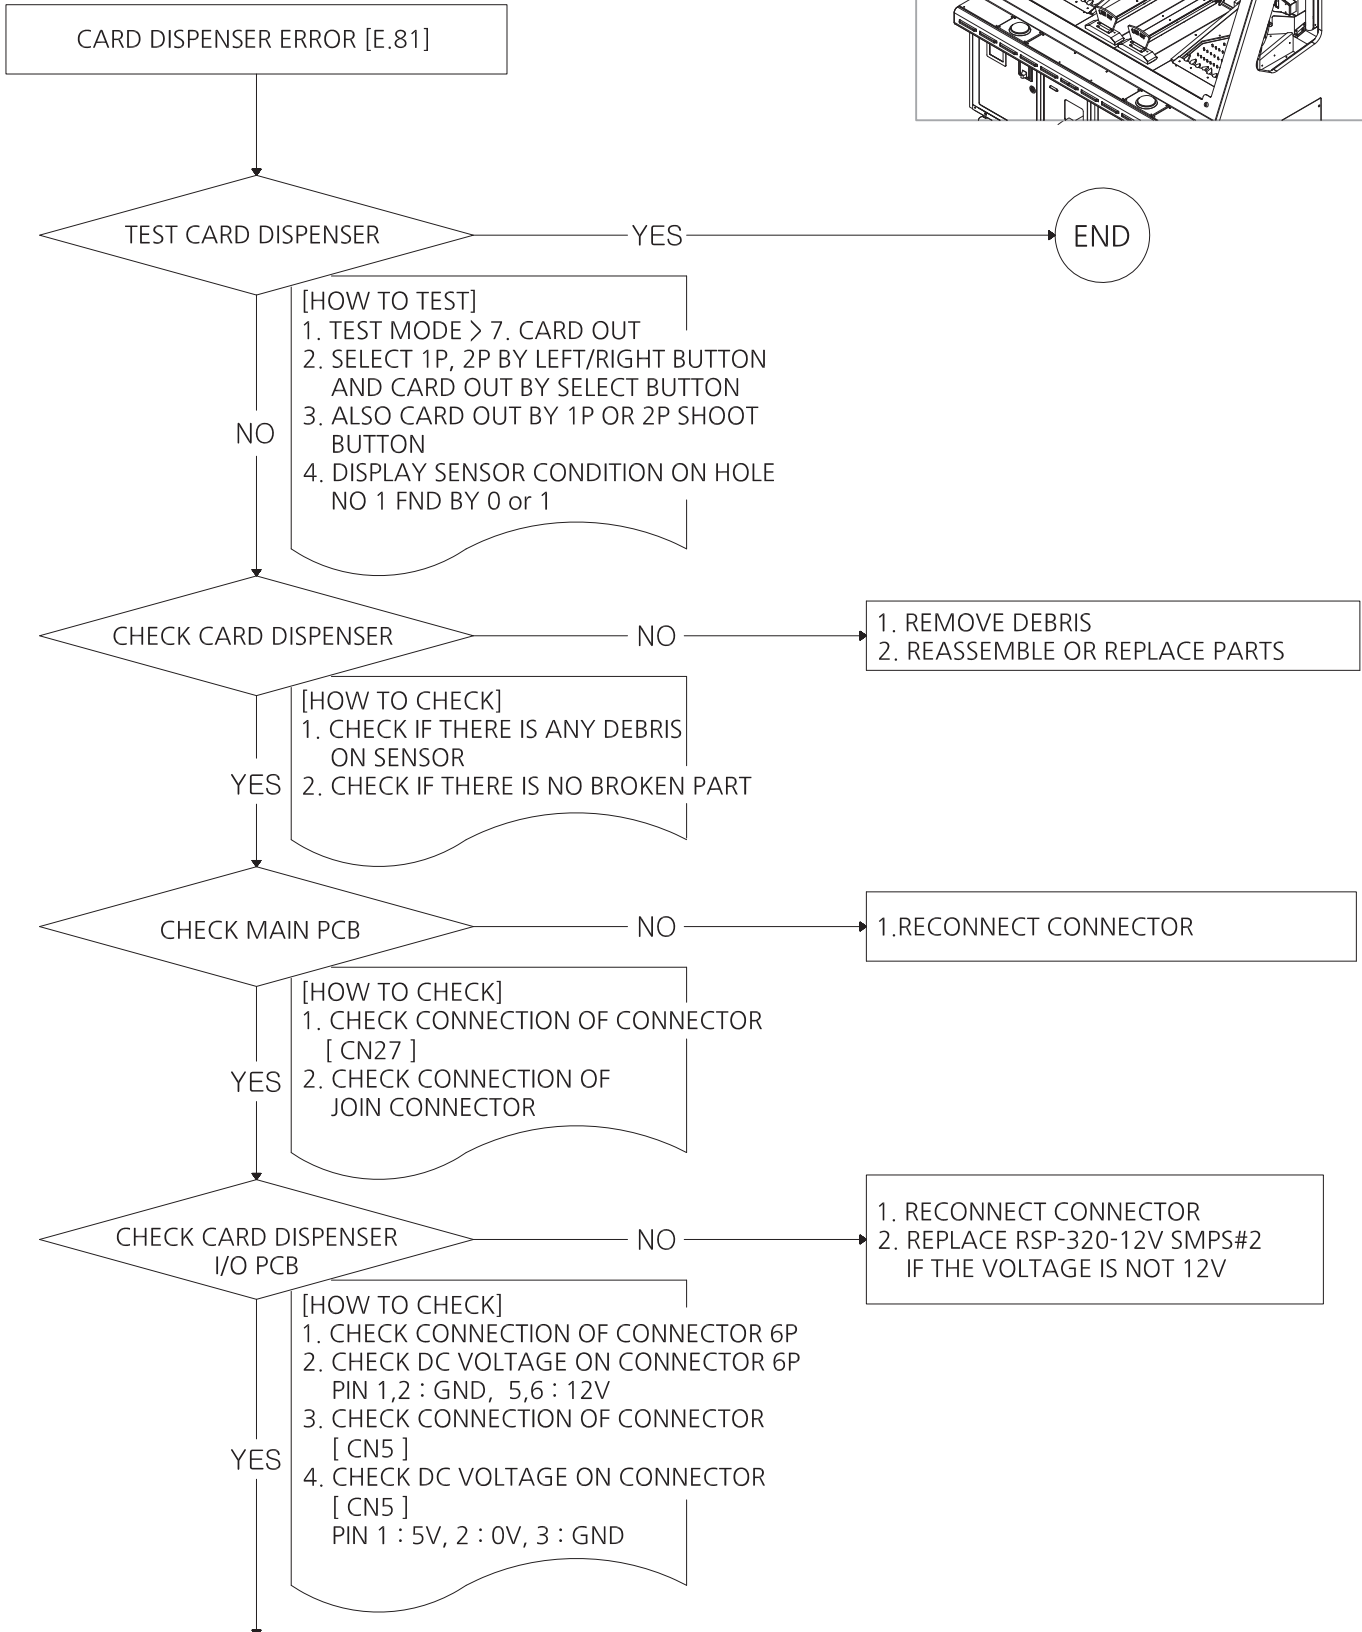 CARD DISPENSER ERROR [E.81]
TEST CARD DISPENSER
YES
END
[HOW TO TEST]
1. TEST MODE > 7. CARD OUT
2. SELECT 1P, 2P BY LEFT/RIGHT BUTTON
AND CARD OUT BY SELECT BUTTON
3. ALSO CARD OUT BY 1P OR 2P SHOOT
BUTTON
4. DISPLAY SENSOR CONDITION ON HOLE
NO 1 FND BY 0 or 1
NO
CHECK CARD DISPENSER
NO
1. REMOVE DEBRIS
2. REASSEMBLE OR REPLACE PARTS
[HOW TO CHECK]
1. CHECK IF THERE IS ANY DEBRIS
ON SENSOR
2. CHECK IF THERE IS NO BROKEN PART
YES
CHECK MAIN PCB
NO
1.RECONNECT CONNECTOR
[HOW TO CHECK]
1. CHECK CONNECTION OF CONNECTOR
[ CN27 ]
2. CHECK CONNECTION OF
JOIN CONNECTOR
YES
CHECK CARD DISPENSER
I/O PCB
NO
1. RECONNECT CONNECTOR
2. REPLACE RSP-320-12V SMPS#2
IF THE VOLTAGE IS NOT 12V
[HOW TO CHECK]
1. CHECK CONNECTION OF CONNECTOR 6P
2. CHECK DC VOLTAGE ON CONNECTOR 6P
PIN 1,2 : GND, 5,6 : 12V
3. CHECK CONNECTION OF CONNECTOR
[ CN5 ]
4. CHECK DC VOLTAGE ON CONNECTOR
[ CN5 ]
PIN 1 : 5V, 2 : 0V, 3 : GND
YES